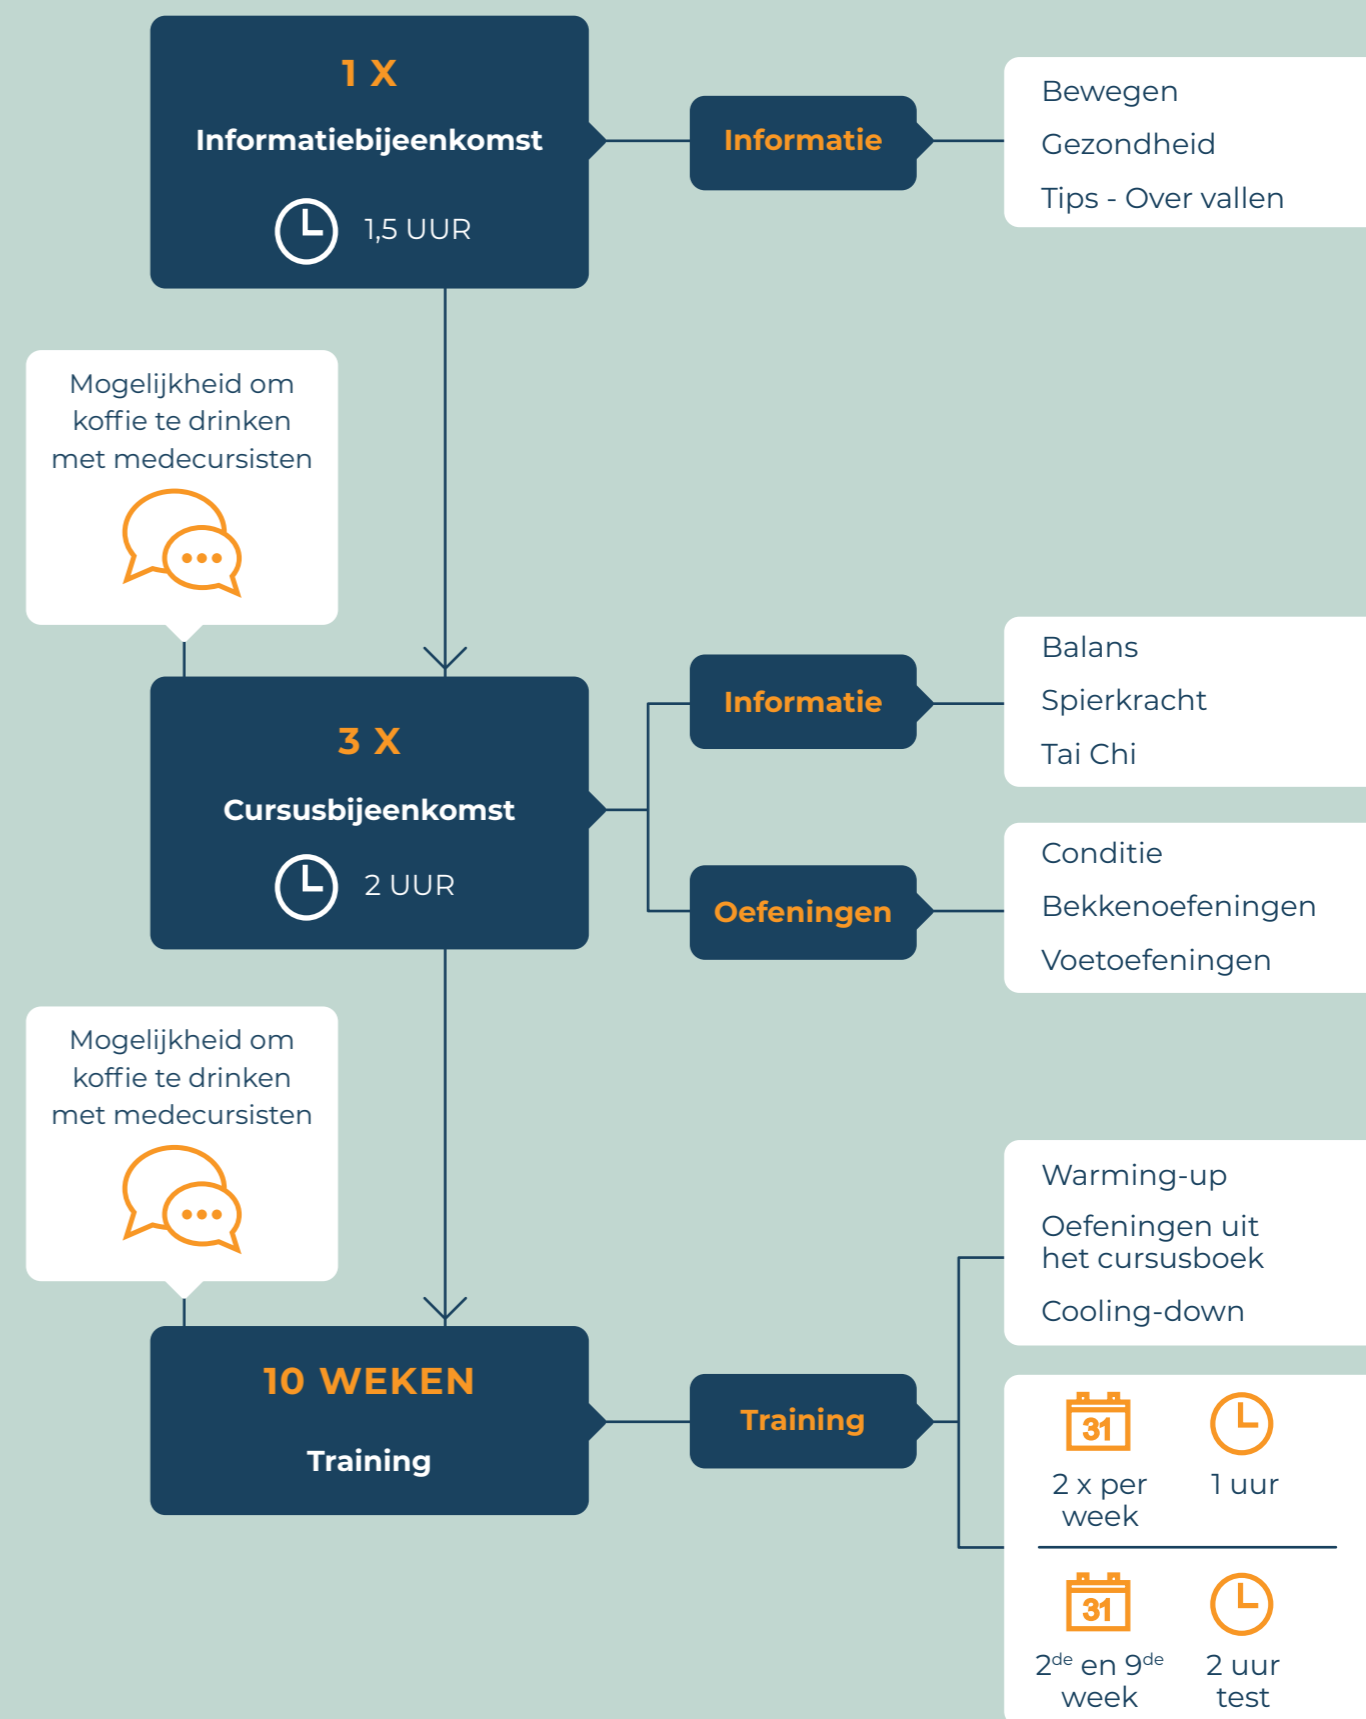 1 X
Informatiebijeenkomst
1,5 UUR
Informatie
Bewegen
Gezondheid
Tips - Over vallen
Mogelijkheid om
koffie te drinken
met medecursisten
3 X
Cursusbijeenkomst
2 UUR
Informatie
Balans
Spierkracht
Tai Chi
Oefeningen
Conditie
Bekkenoefeningen
Voetoefeningen
Mogelijkheid om
koffie te drinken
met medecursisten
10 WEKEN
Training
Training
Warming-up
Oefeningen uit
het cursusboek
Cooling-down
31
2 x per
week
1 uur
31
2de en 9de
week
2 uur
test